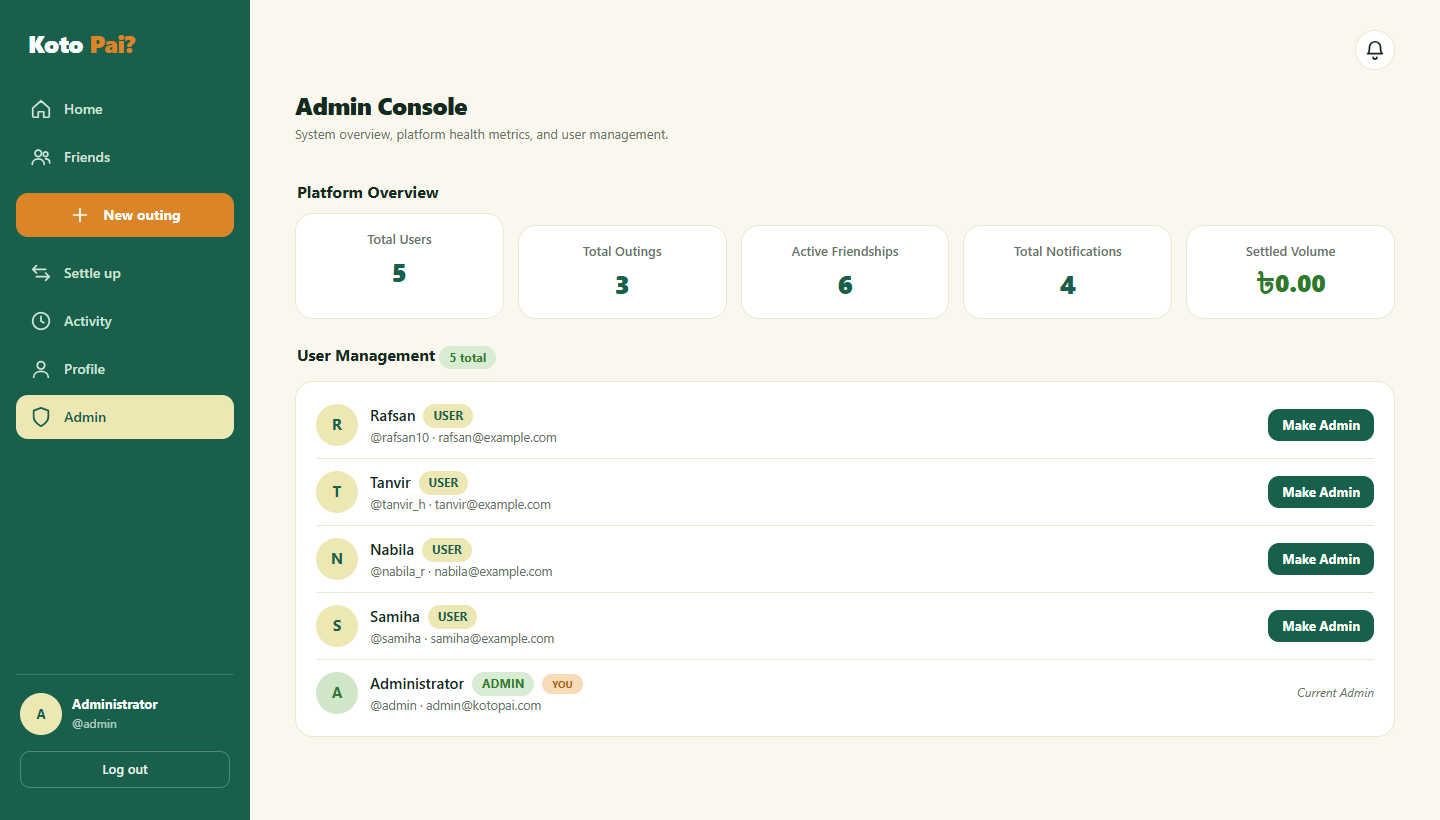 Koto Pai?
Home
Friends
New outing
Settle up
Activity
Profile
Admin
A
Administrator
@admin
Log out
Admin Console
System overview, platform health metrics, and user management.
Platform Overview
Total Users
5
Total Outings
3
Active Friendships
6
Total Notifications
4
Settled Volume
৳0.00
User Management 5 total
R
Rafsan USER
@rafsan10 · rafsan@example.com
Make Admin
T
Tanvir USER
@tanvir_h · tanvir@example.com
Make Admin
N
Nabila USER
@nabila_r · nabila@example.com
Make Admin
S
Samiha USER
@samiha · samiha@example.com
Make Admin
A
Administrator ADMIN YOU
@admin · admin@kotopai.com
Current Admin